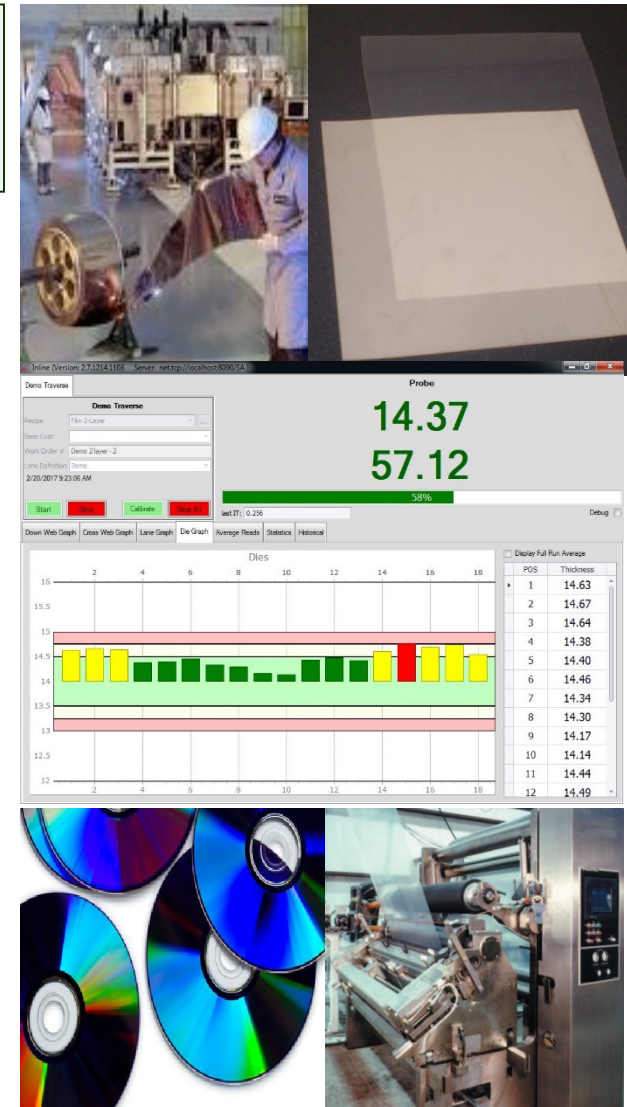 Inline (Version: 2.7.1214.1108 Server: net.tcp://localhost:8090/SA)
Demo Traverse
Probe
Demo Traverse
Recipe Film 2-Layer
14.37
Base Coat
Work Order # Demo 2 layer - 2
57.12
Lane Definition Demo
2/20/2017 9:23:06 AM
58%
Start Stop Calibrate Stop All
last IT: 0.256 Debug
Down Web Graph Cross Web Graph Lane Graph Die Graph Average Reads Statistics Historical
Dies
Display Full Run Average
2 4 6 8 10 12 14 16 18
POS Thickness
16
1 14.63
15.5
2 14.67
3 14.64
15
4 14.38
14.5
5 14.40
14
6 14.46
7 14.34
13.5
8 14.30
13
9 14.17
10 14.14
12.5
11 14.44
12
12 14.49
2 4 6 8 10 12 14 16 18